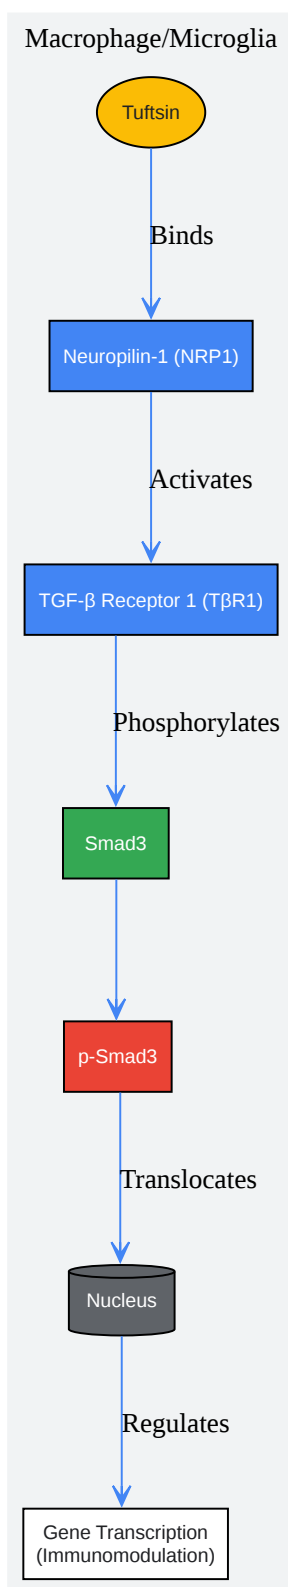 Macrophage/Microglia
Tuftsin
Binds
Neuropilin-1 (NRP1)
Activates
TGF-β Receptor 1 (TβR1)
Phosphorylates
Smad3
p-Smad3
Translocates
Nucleus
Regulates
Gene Transcription
(Immunomodulation)